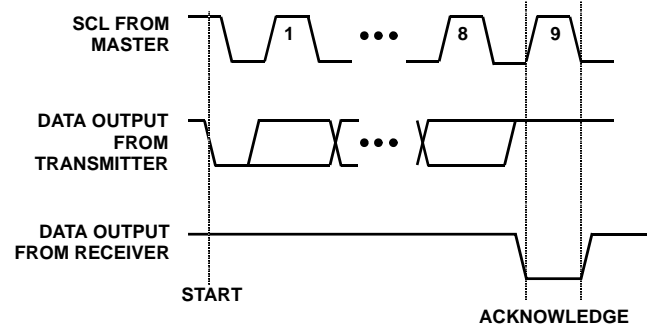 SCL FROM
MASTER
1
8
9
DATA OUTPUT
FROM
TRANSMITTER
DATA OUTPUT
FROM RECEIVER
START
ACKNOWLEDGE